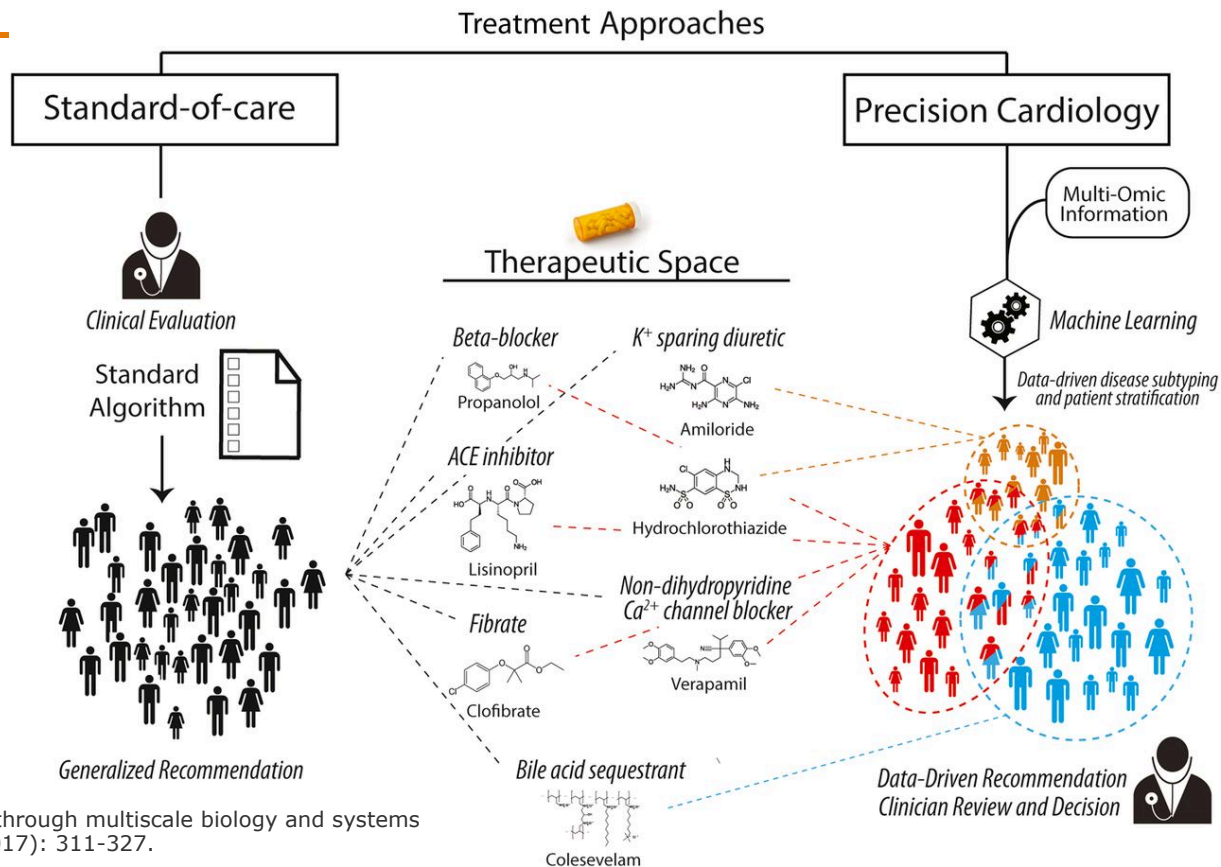 Treatment Approaches
Standard-of-care
Precision Cardiology
Multi-Omic
Information
Clinical Evaluation
Standard
Algorithm
Generalized Recommendation
Therapeutic Space
Beta-blocker
Propanolol
K+ sparing diuretic
Amiloride
ACE inhibitor
Lisinopril
Hydrochlorothiazide
Fibrate
Clofibrate
Non-dihydropyridine
Ca2+ channel blocker
Verapamil
Bile acid sequestrant
Colesevelam
Machine Learning
Data-driven disease subtyping
and patient stratification
Data-Driven Recommendation
Clinician Review and Decision
through multiscale biology and systems
017): 311-327.